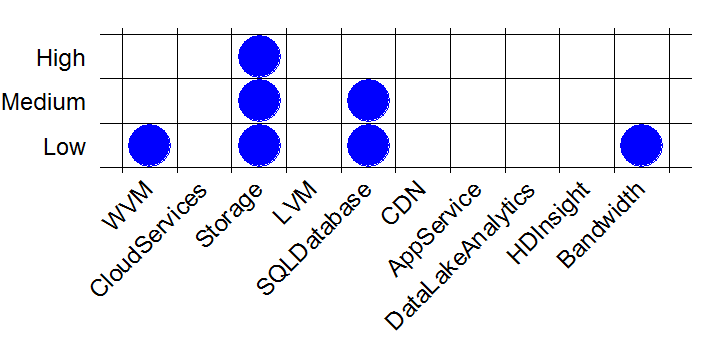 High
Medium
Low
WVM
CloudServices
Storage
LVM
SQLDatabase
CDN
AppService
DataLakeAnalytics
HDInsight
Bandwidth